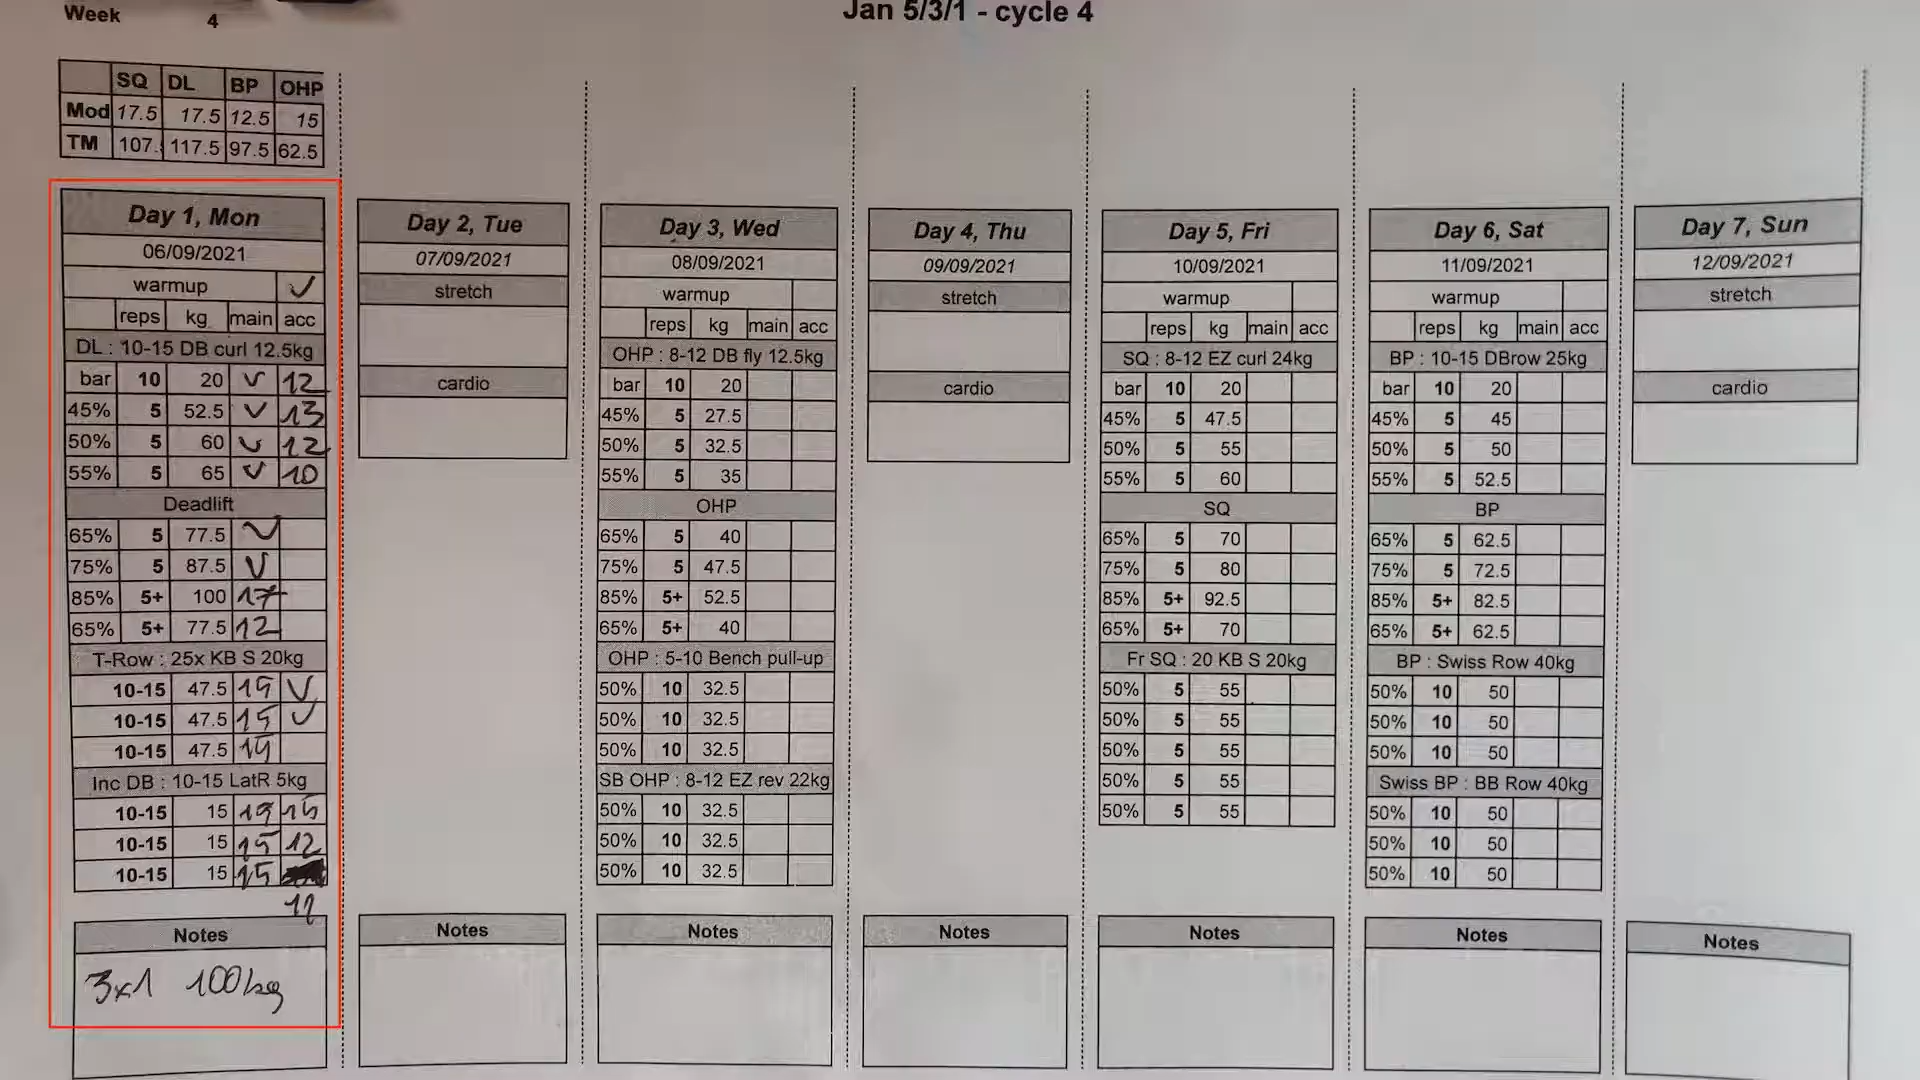 Week 4
Jan 5/3/1 - cycle 4
SQ DL BP OHP
Mod 17.5 17.5 12.5 15
TM 107. 117.5 97.5 62.5
Day 1, Mon
06/09/2021
warmup ✓
reps kg main acc
DL : 10-15 DB curl 12.5kg
bar 10 20 ✓ 12
45% 5 52.5 ✓ 13
50% 5 60 ✓ 12
55% 5 65 ✓ 10
Deadlift
65% 5 77.5 ✓
75% 5 87.5 ✓
85% 5+ 100 17
65% 5+ 77.5 12
T-Row : 25x KB S 20kg
10-15 47.5 15 ✓
10-15 47.5 15 ✓
10-15 47.5 15
Inc DB : 10-15 LatR 5kg
10-15 15 15 15
10-15 15 15 12
10-15 15 15
12
Notes
3x1 100kg
Day 2, Tue
07/09/2021
stretch
cardio
Notes
Day 3, Wed
08/09/2021
warmup
reps kg main acc
OHP : 8-12 DB fly 12.5kg
bar 10 20
45% 5 27.5
50% 5 32.5
55% 5 35
OHP
65% 5 40
75% 5 47.5
85% 5+ 52.5
65% 5+ 40
OHP : 5-10 Bench pull-up
50% 10 32.5
50% 10 32.5
50% 10 32.5
SB OHP : 8-12 EZ rev 22kg
50% 10 32.5
50% 10 32.5
50% 10 32.5
Notes
Day 4, Thu
09/09/2021
stretch
cardio
Notes
Day 5, Fri
10/09/2021
warmup
reps kg main acc
SQ : 8-12 EZ curl 24kg
bar 10 20
45% 5 47.5
50% 5 55
55% 5 60
SQ
65% 5 70
75% 5 80
85% 5+ 92.5
65% 5+ 70
Fr SQ : 20 KB S 20kg
50% 5 55
50% 5 55
50% 5 55
50% 5 55
50% 5 55
Notes
Day 6, Sat
11/09/2021
warmup
reps kg main acc
BP : 10-15 DBrow 25kg
bar 10 20
45% 5 45
50% 5 50
55% 5 52.5
BP
65% 5 62.5
75% 5 72.5
85% 5+ 82.5
65% 5+ 62.5
BP : Swiss Row 40kg
50% 10 50
50% 10 50
50% 10 50
Swiss BP : BB Row 40kg
50% 10 50
50% 10 50
50% 10 50
Notes
Day 7, Sun
12/09/2021
stretch
cardio
Notes